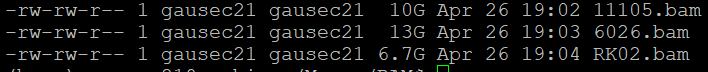 -rw-rw-r-- 1 gausec21 gausec21 10G Apr 26 19:02 11105.bam
-rw-rw-r-- 1 gausec21 gausec21 13G Apr 26 19:03 6026.bam
-rw-rw-r-- 1 gausec21 gausec21 6.7G Apr 26 19:04 RK02.bam